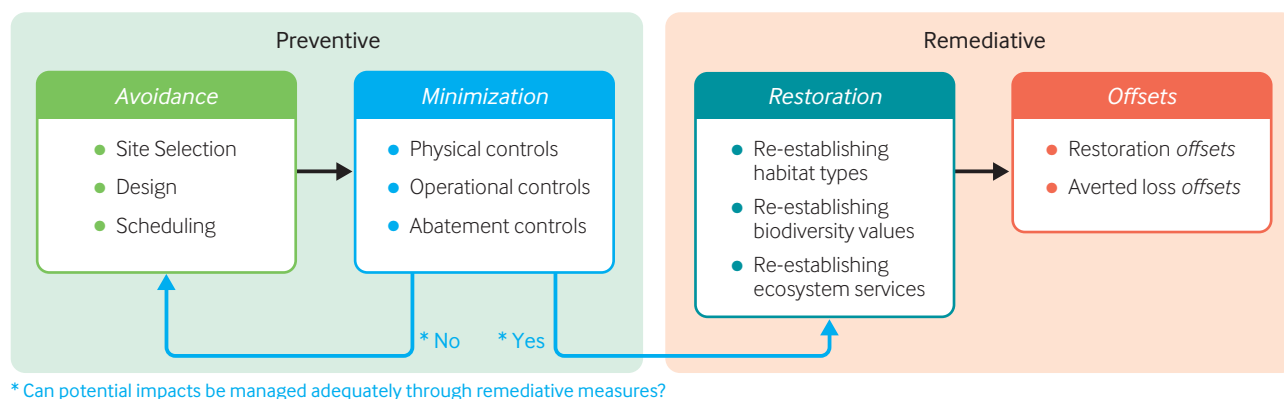 Preventive
Avoidance
Site Selection
Design
Scheduling
Minimization
Physical controls
Operational controls
Abatement controls
* No
* Yes
Remediative
Restoration
Re-establishing
habitat types
Re-establishing
biodiversity values
Re-establishing
ecosystem services
Offsets
Restoration offsets
Averted loss offsets
* Can potential impacts be managed adequately through remediative measures?